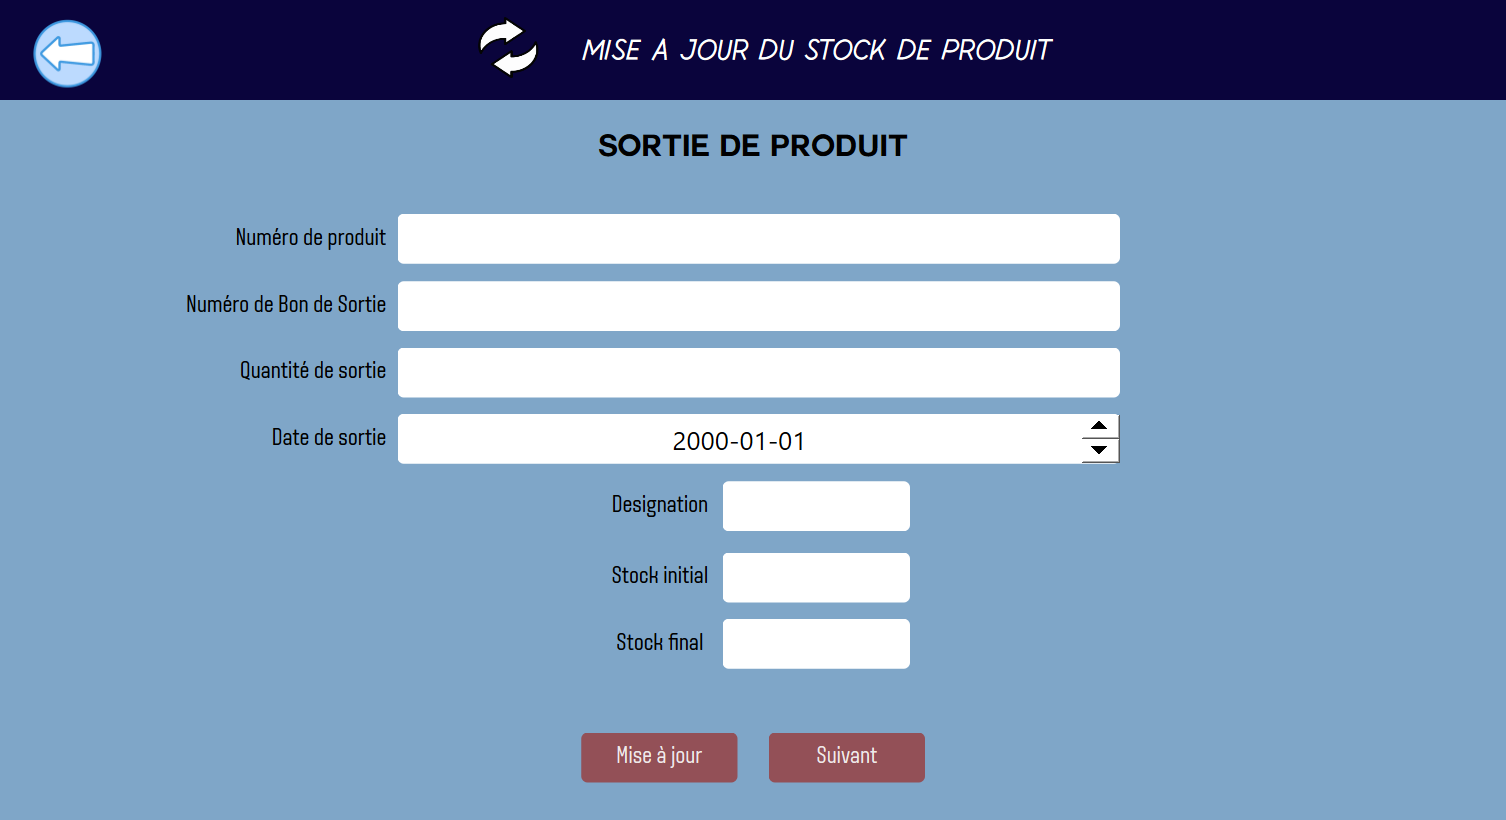 MISE A JOUR DU STOCK DE PRODUIT
SORTIE DE PRODUIT
Numéro de produit
Numéro de Bon de Sortie
Quantité de sortie
Date de sortie 2000-01-01
Designation
Stock initial
Stock final
Mise à jour Suivant